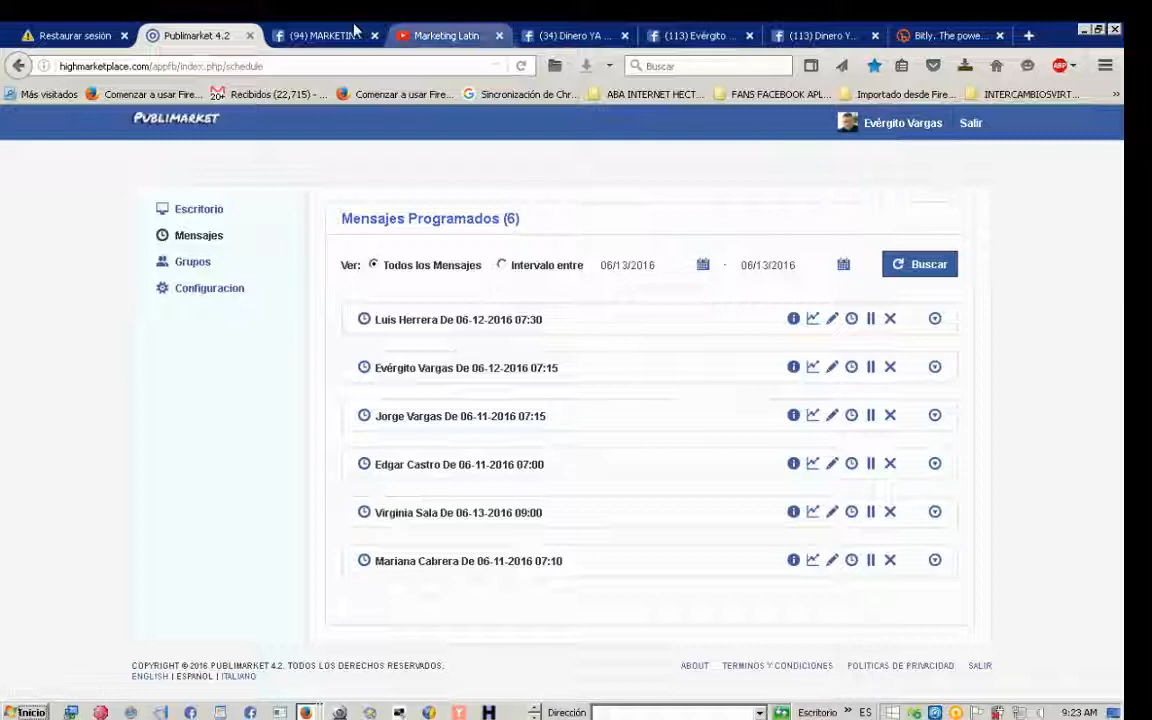 Restaurar sesión
Publimarket 4.2
(94) MARKETIN
Marketing Latin
(34) Dinero YA ...
(113) Evérgito ...
(113) Dinero Y...
Bitly. The powe...
highmarketplace.com/appfb/index.php/schedule
Buscar
ABP
Más visitados
Comenzar a usar Fire...
20+
Recibidos (22,715) - ...
Comenzar a usar Fire...
Sincronización de Chr...
ABA INTERNET HECT...
FANS FACEBOOK APL...
Importado desde Fire...
INTERCAMBIOSVIRT...
PUBLIMARKET
Evérgito Vargas
Salir
Escritorio
Mensajes
Grupos
Configuracion
Mensajes Programados (6)
Ver: Todos los Mensajes Intervalo entre 06/13/2016 - 06/13/2016 Buscar
Luis Herrera De 06-12-2016 07:30
Evérgito Vargas De 06-12-2016 07:15
Jorge Vargas De 06-11-2016 07:15
Edgar Castro De 06-11-2016 07:00
Virginia Sala De 06-13-2016 09:00
Mariana Cabrera De 06-11-2016 07:10
COPYRIGHT © 2016 PUBLIMARKET 4.2. TODOS LOS DERECHOS RESERVADOS.
ENGLISH | ESPAÑOL | ITALIANO
ABOUT TERMINOS Y CONDICIONES POLITICAS DE PRIVACIDAD SALIR
Inicio
Dirección
Escritorio
ES
9:23 AM